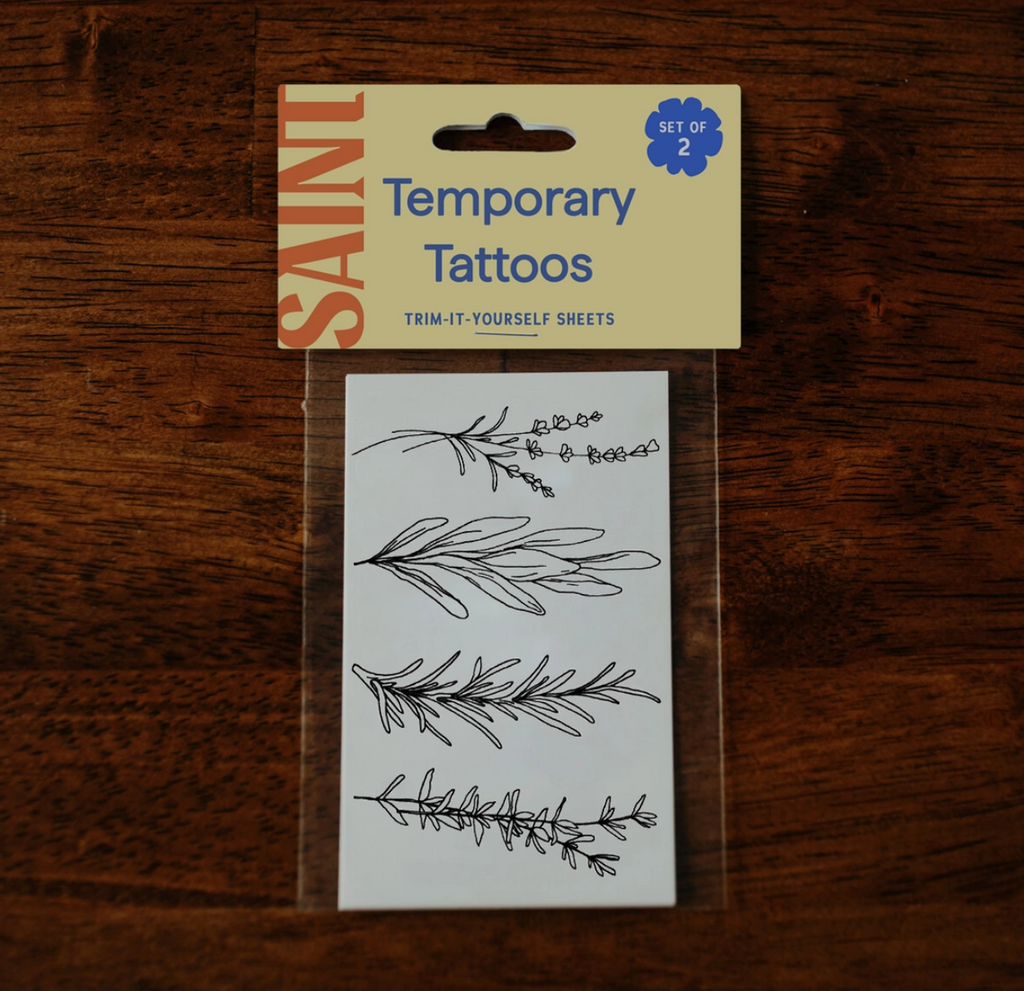 SAINT
SET OF
2
Temporary
Tattoos
TRIM-IT-YOURSELF SHEETS